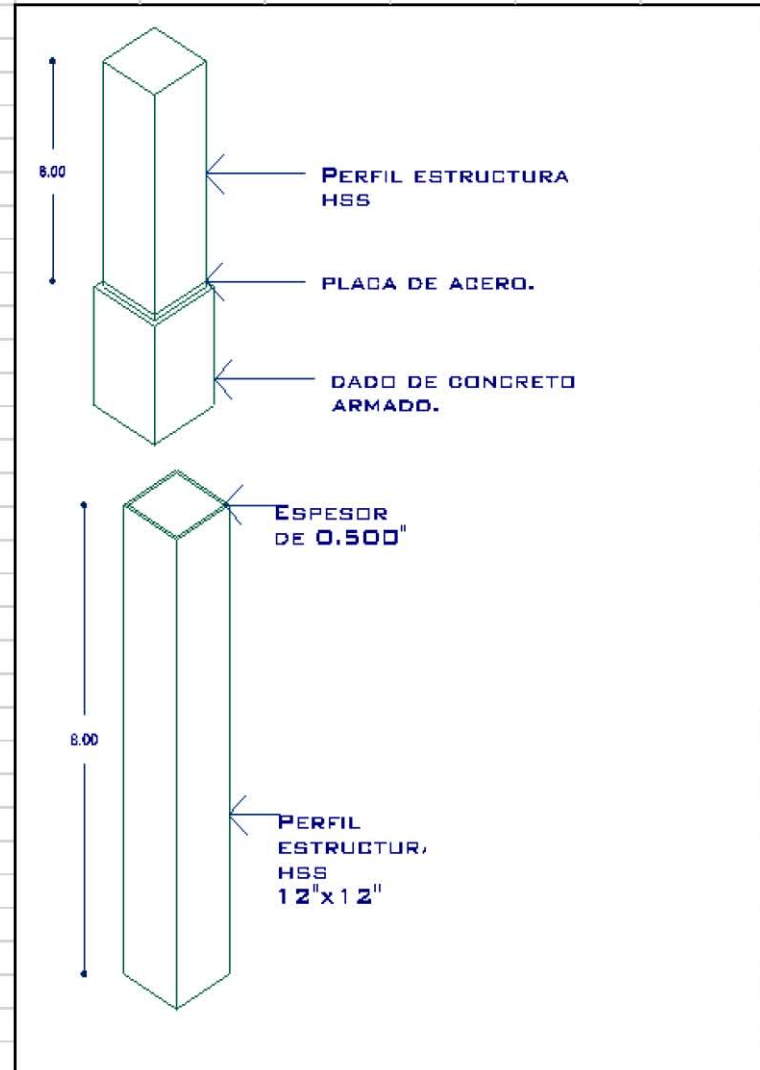 8.00
PERFIL ESTRUCTURA
HSS
PLACA DE ACERO.
DADO DE CONCRETO
ARMADO.
ESPESOR
DE 0.500"
8.00
PERFIL
ESTRUCTUR
HSS
12"x12"